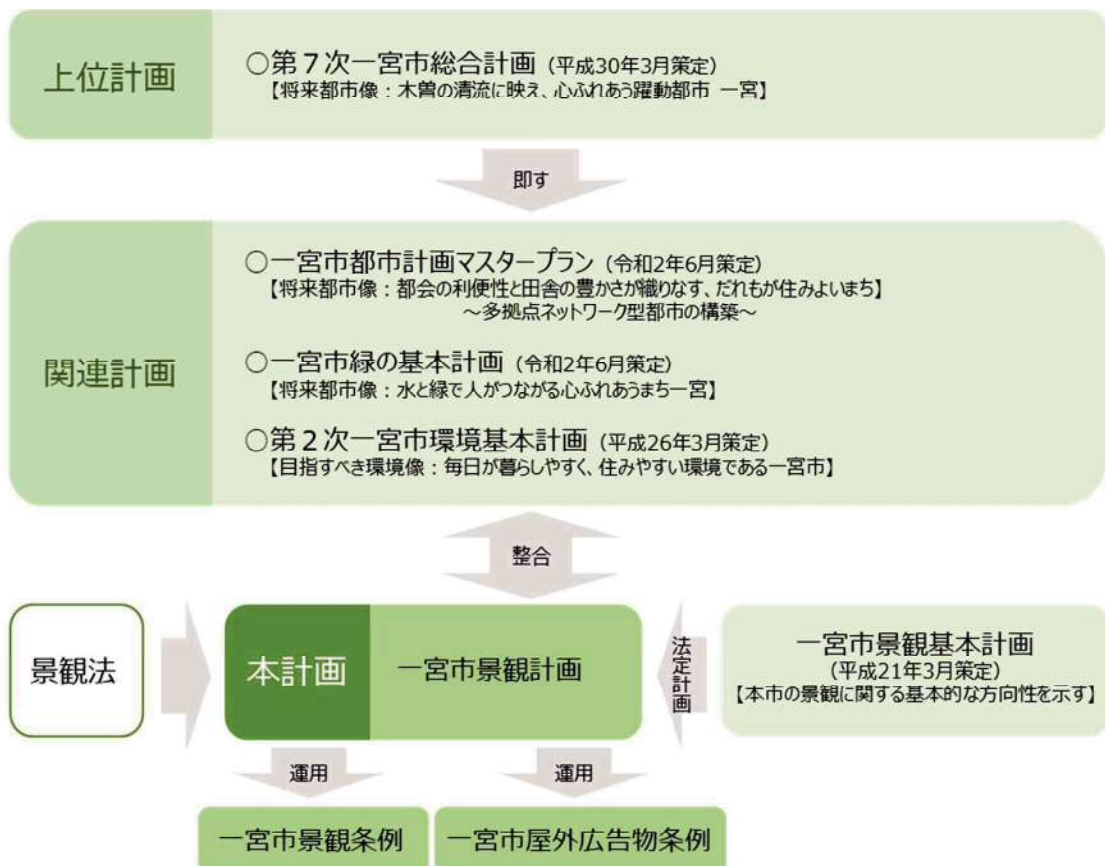 上位計画
○第7次一宮市総合計画（平成30年3月策定）
【将来都市像：木曽の清流に映え、心ふれあう躍動都市 一宮】
即す
関連計画
○一宮市都市計画マスタープラン（令和2年6月策定）
【将来都市像：都会の利便性と田舎の豊かさが織りなす、だれもが住みよいまち】
～多拠点ネットワーク型都市の構築～
○一宮市緑の基本計画（令和2年6月策定）
【将来都市像：水と緑で人がつながる心ふれあうまち一宮】
○第2次一宮市環境基本計画（平成26年3月策定）
【目指すべき環境像：毎日が暮らしやすく、住みやすい環境である一宮市】
整合
景観法
本計画
一宮市景観計画
法定計画
一宮市景観基本計画
（平成21年3月策定）
【本市の景観に関する基本的な方向性を示す】
運用
運用
一宮市景観条例
一宮市屋外広告物条例